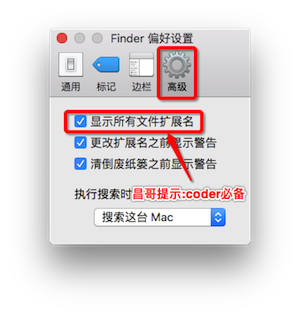 Finder 偏好设置
通用 标记 边栏 高级
显示所有文件扩展名
更改扩展名之前显示警告
清倒废纸篓之前显示警告
执行搜索时
昌哥提示:coder必备
搜索这台 Mac